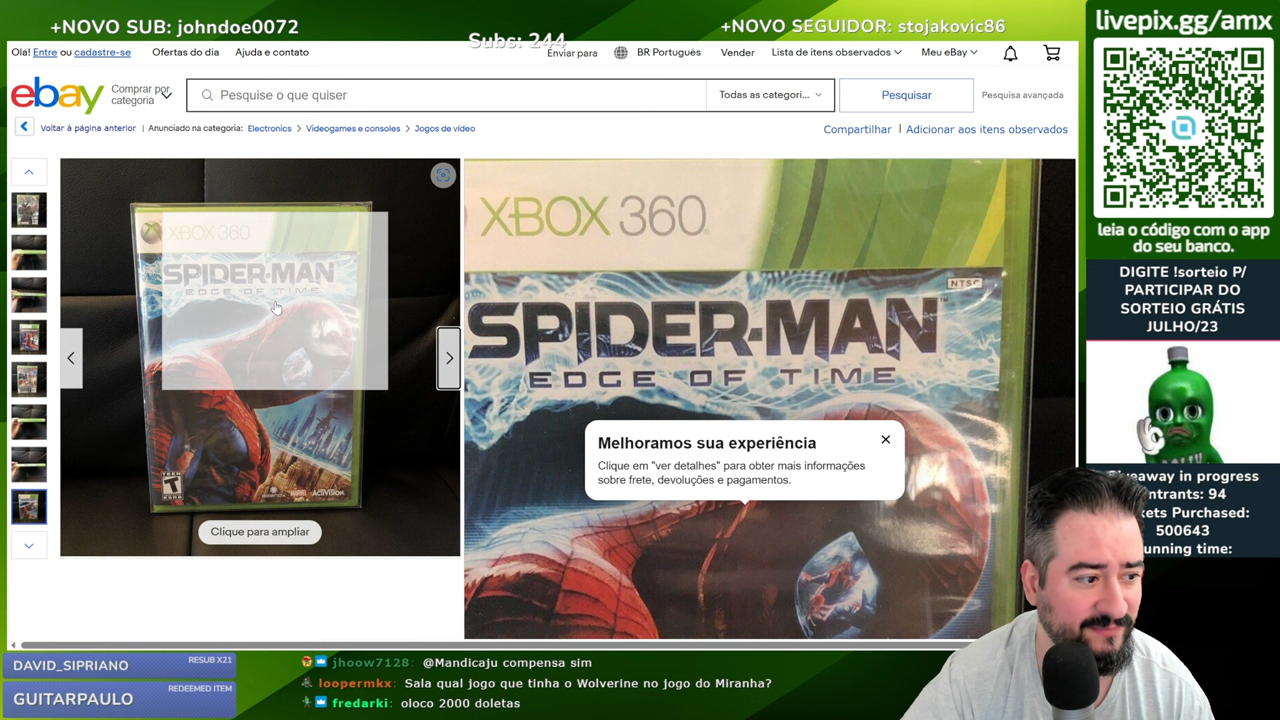 +NOVO SUB: johndoe0072
Subs: 244
+NOVO SEGUIDOR: stojakovic86
livepix.gg/amx
Olá! Entre ou cadastre-se
Ofertas do dia
Ajuda e contato
Enviar para
BR Português
Vender
Lista de itens observados
Meu eBay
ebay
Comprar por
categoria
Pesquise o que quiser
Todas as categori...
Pesquisar
Pesquisa avançada
Voltar à página anterior | Anunciado na categoria: Electronics > Videogames e consoles > Jogos de vídeo
Compartilhar | Adicionar aos itens observados
XBOX 360
SPIDER-MAN
EDGE OF TIME
TEEN
T
ESRB
MARVEL ACTIVISION
Clique para ampliar
XBOX 360
NTSC
SPIDER-MAN
EDGE OF TIME
Melhoramos sua experiência
Clique em "ver detalhes" para obter mais informações
sobre frete, devoluções e pagamentos.
leia o código com o app
do seu banco.
DIGITE !sorteio P/
PARTICIPAR DO
SORTEIO GRÁTIS
JULHO/23
in progress
ntrants: 94
Purchased:
500643
time:
DAVID_SIPRIANO
RESUB X21
GUITARPAULO
REDEEMED ITEM
jhoow7128: @Mandicaju compensa sim
loopermkx: Sala qual jogo que tinha o Wolverine no jogo do Miranha?
fredarki: oloco 2000 doletas